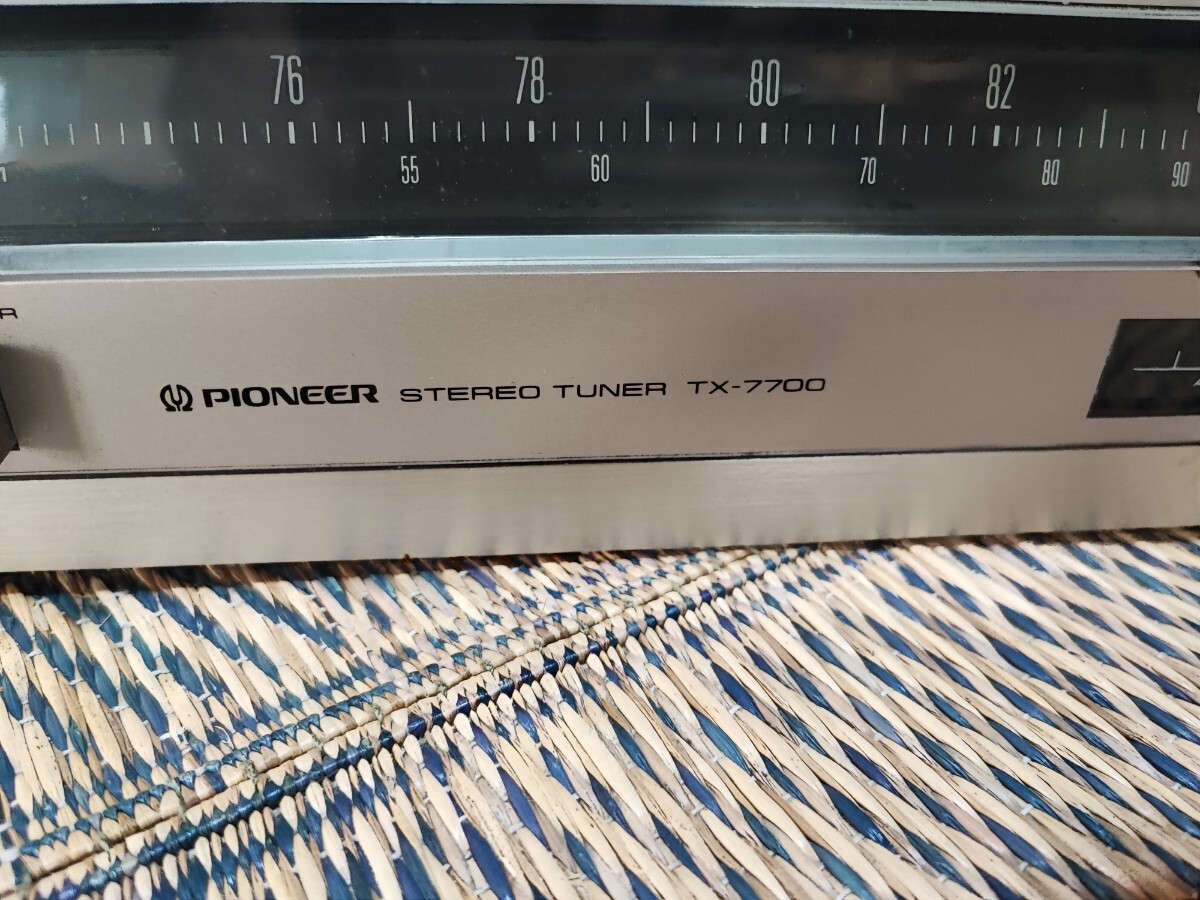 76 78 80 82
55 60 70 80 90
R
PIONEER STEREO TUNER TX-7700